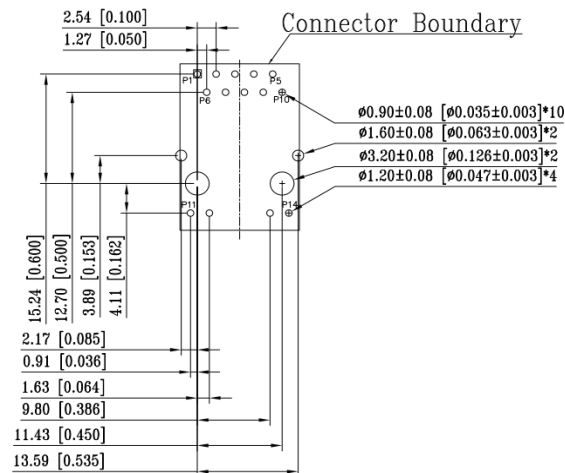 2.54 [0.100]
1.27 [0.050]
Connector Boundary
P1
P5
P6
P10
ø0.90±0.08 [ø0.035±0.003]*10
ø1.60±0.08 [ø0.063±0.003]*2
ø3.20±0.08 [ø0.126±0.003]*2
ø1.20±0.08 [ø0.047±0.003]*4
P11
P14
15.24 [0.600]
12.70 [0.500]
3.89 [0.153]
4.11 [0.162]
2.17 [0.085]
0.91 [0.036]
1.63 [0.064]
9.80 [0.386]
11.43 [0.450]
13.59 [0.535]